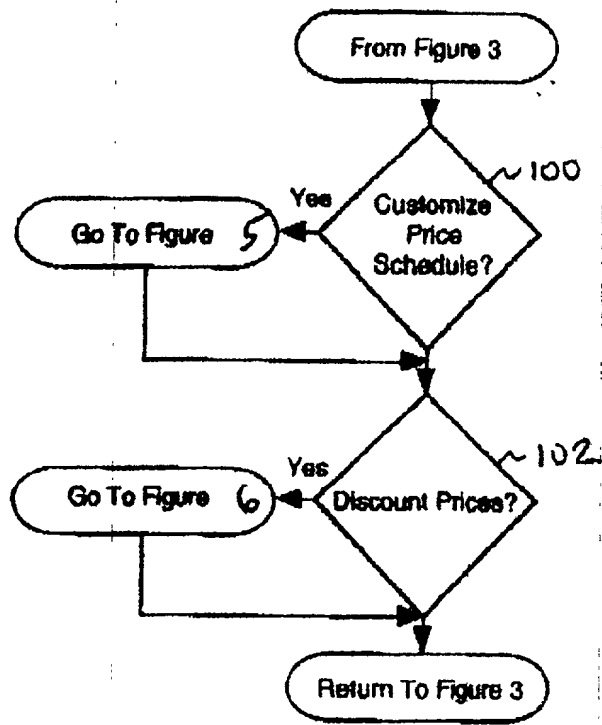 From Figure 3
100
Yes
Customize
Price
Schedule?
Go To Figure 5
102
Yes
Discount Prices?
Go To Figure 6
Return To Figure 3